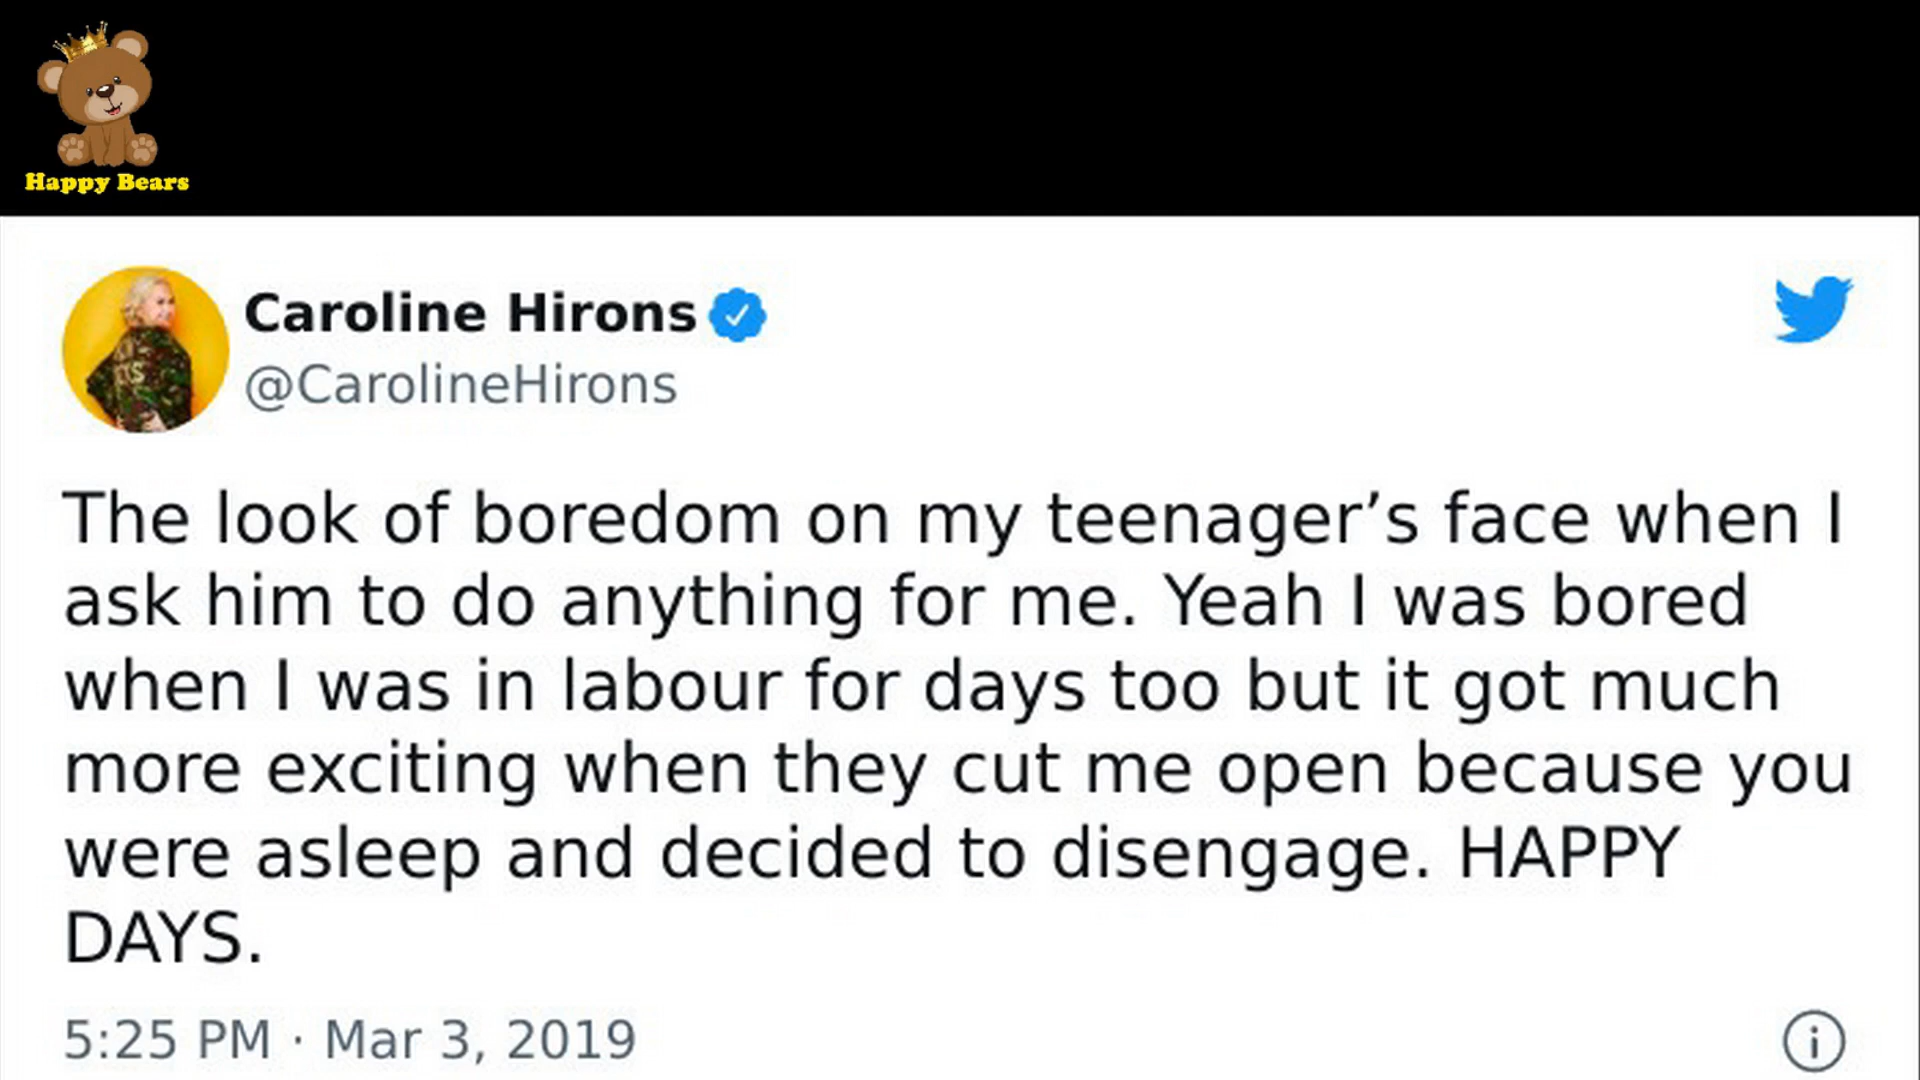 Happy Bears
Caroline Hirons
@CarolineHirons
The look of boredom on my teenager’s face when I
ask him to do anything for me. Yeah I was bored
when I was in labour for days too but it got much
more exciting when they cut me open because you
were asleep and decided to disengage. HAPPY
DAYS.
5:25 PM · Mar 3, 2019